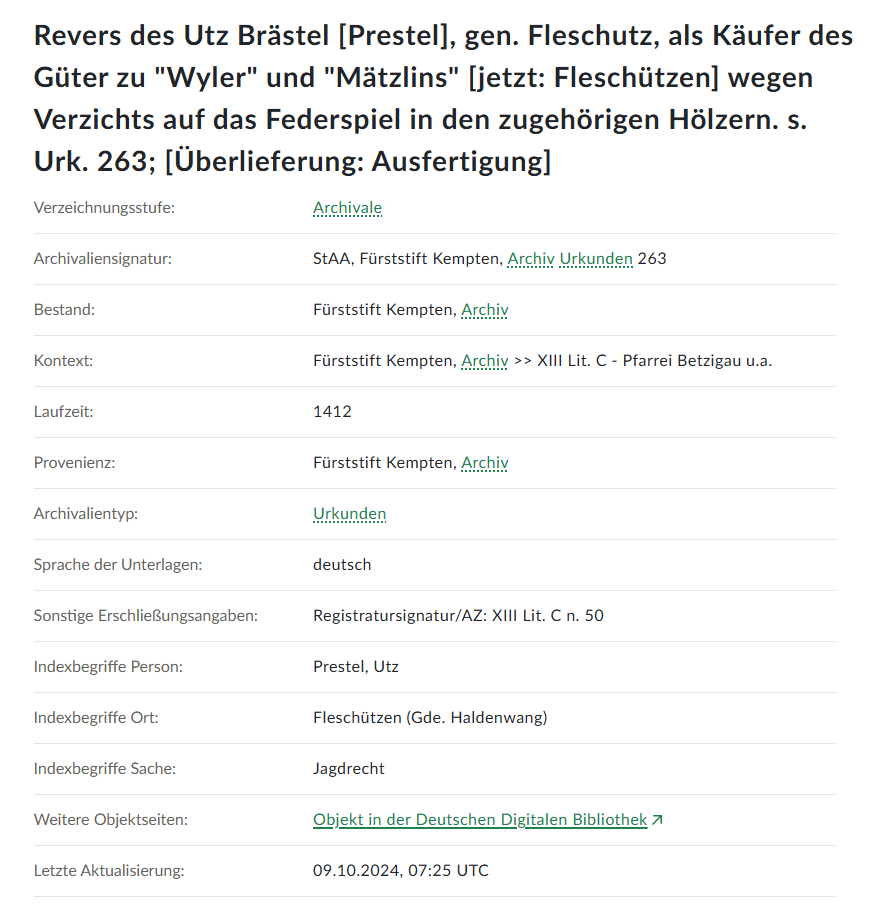 Revers des Utz Brästel [Prestel], gen. Fleschutz, als Käufer des
Güter zu "Wyler" und "Mätzlins" [jetzt: Fleschützen] wegen
Verzichts auf das Federspiel in den zugehörigen Hölzern. s.
Urk. 263; [Überlieferung: Ausfertigung]
Verzeichnungsstufe: Archivale
Archivaliensignatur: StAA, Fürststift Kempten, Archiv Urkunden 263
Bestand: Fürststift Kempten, Archiv
Kontext: Fürststift Kempten, Archiv >> XIII Lit. C - Pfarrei Betzigau u.a.
Laufzeit: 1412
Provenienz: Fürststift Kempten, Archiv
Archivalientyp: Urkunden
Sprache der Unterlagen: deutsch
Sonstige Erschließungsangaben: Registratursignatur/AZ: XIII Lit. C n. 50
Indexbegriffe Person: Prestel, Utz
Indexbegriffe Ort: Fleschützen (Gde. Haldenwang)
Indexbegriffe Sache: Jagdrecht
Weitere Objektseiten: Objekt in der Deutschen Digitalen Bibliothek
Letzte Aktualisierung: 09.10.2024, 07:25 UTC